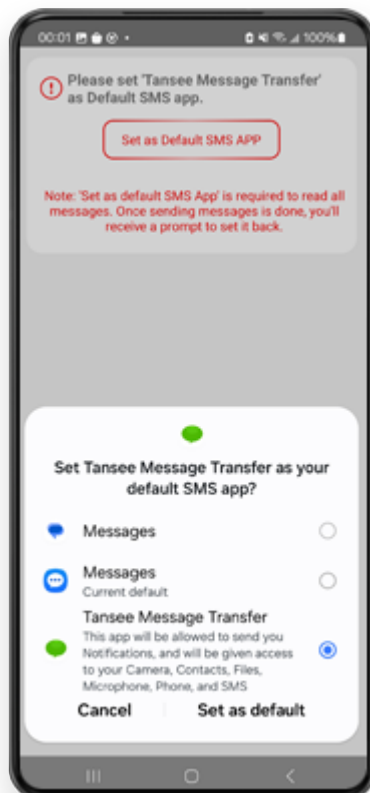 00:01 100%
Please set 'Tansee Message Transfer'
as Default SMS app.
Set as Default SMS APP
Note: 'Set as default SMS App' is required to read all
messages. Once sending messages is done, you'll
receive a prompt to set it back.
Set Tansee Message Transfer as your
default SMS app?
Messages
Messages
Current default
Tansee Message Transfer
This app will be allowed to send you
Notifications, and will be given access
to your Camera, Contacts, Files,
Microphone, Phone, and SMS
Cancel Set as default